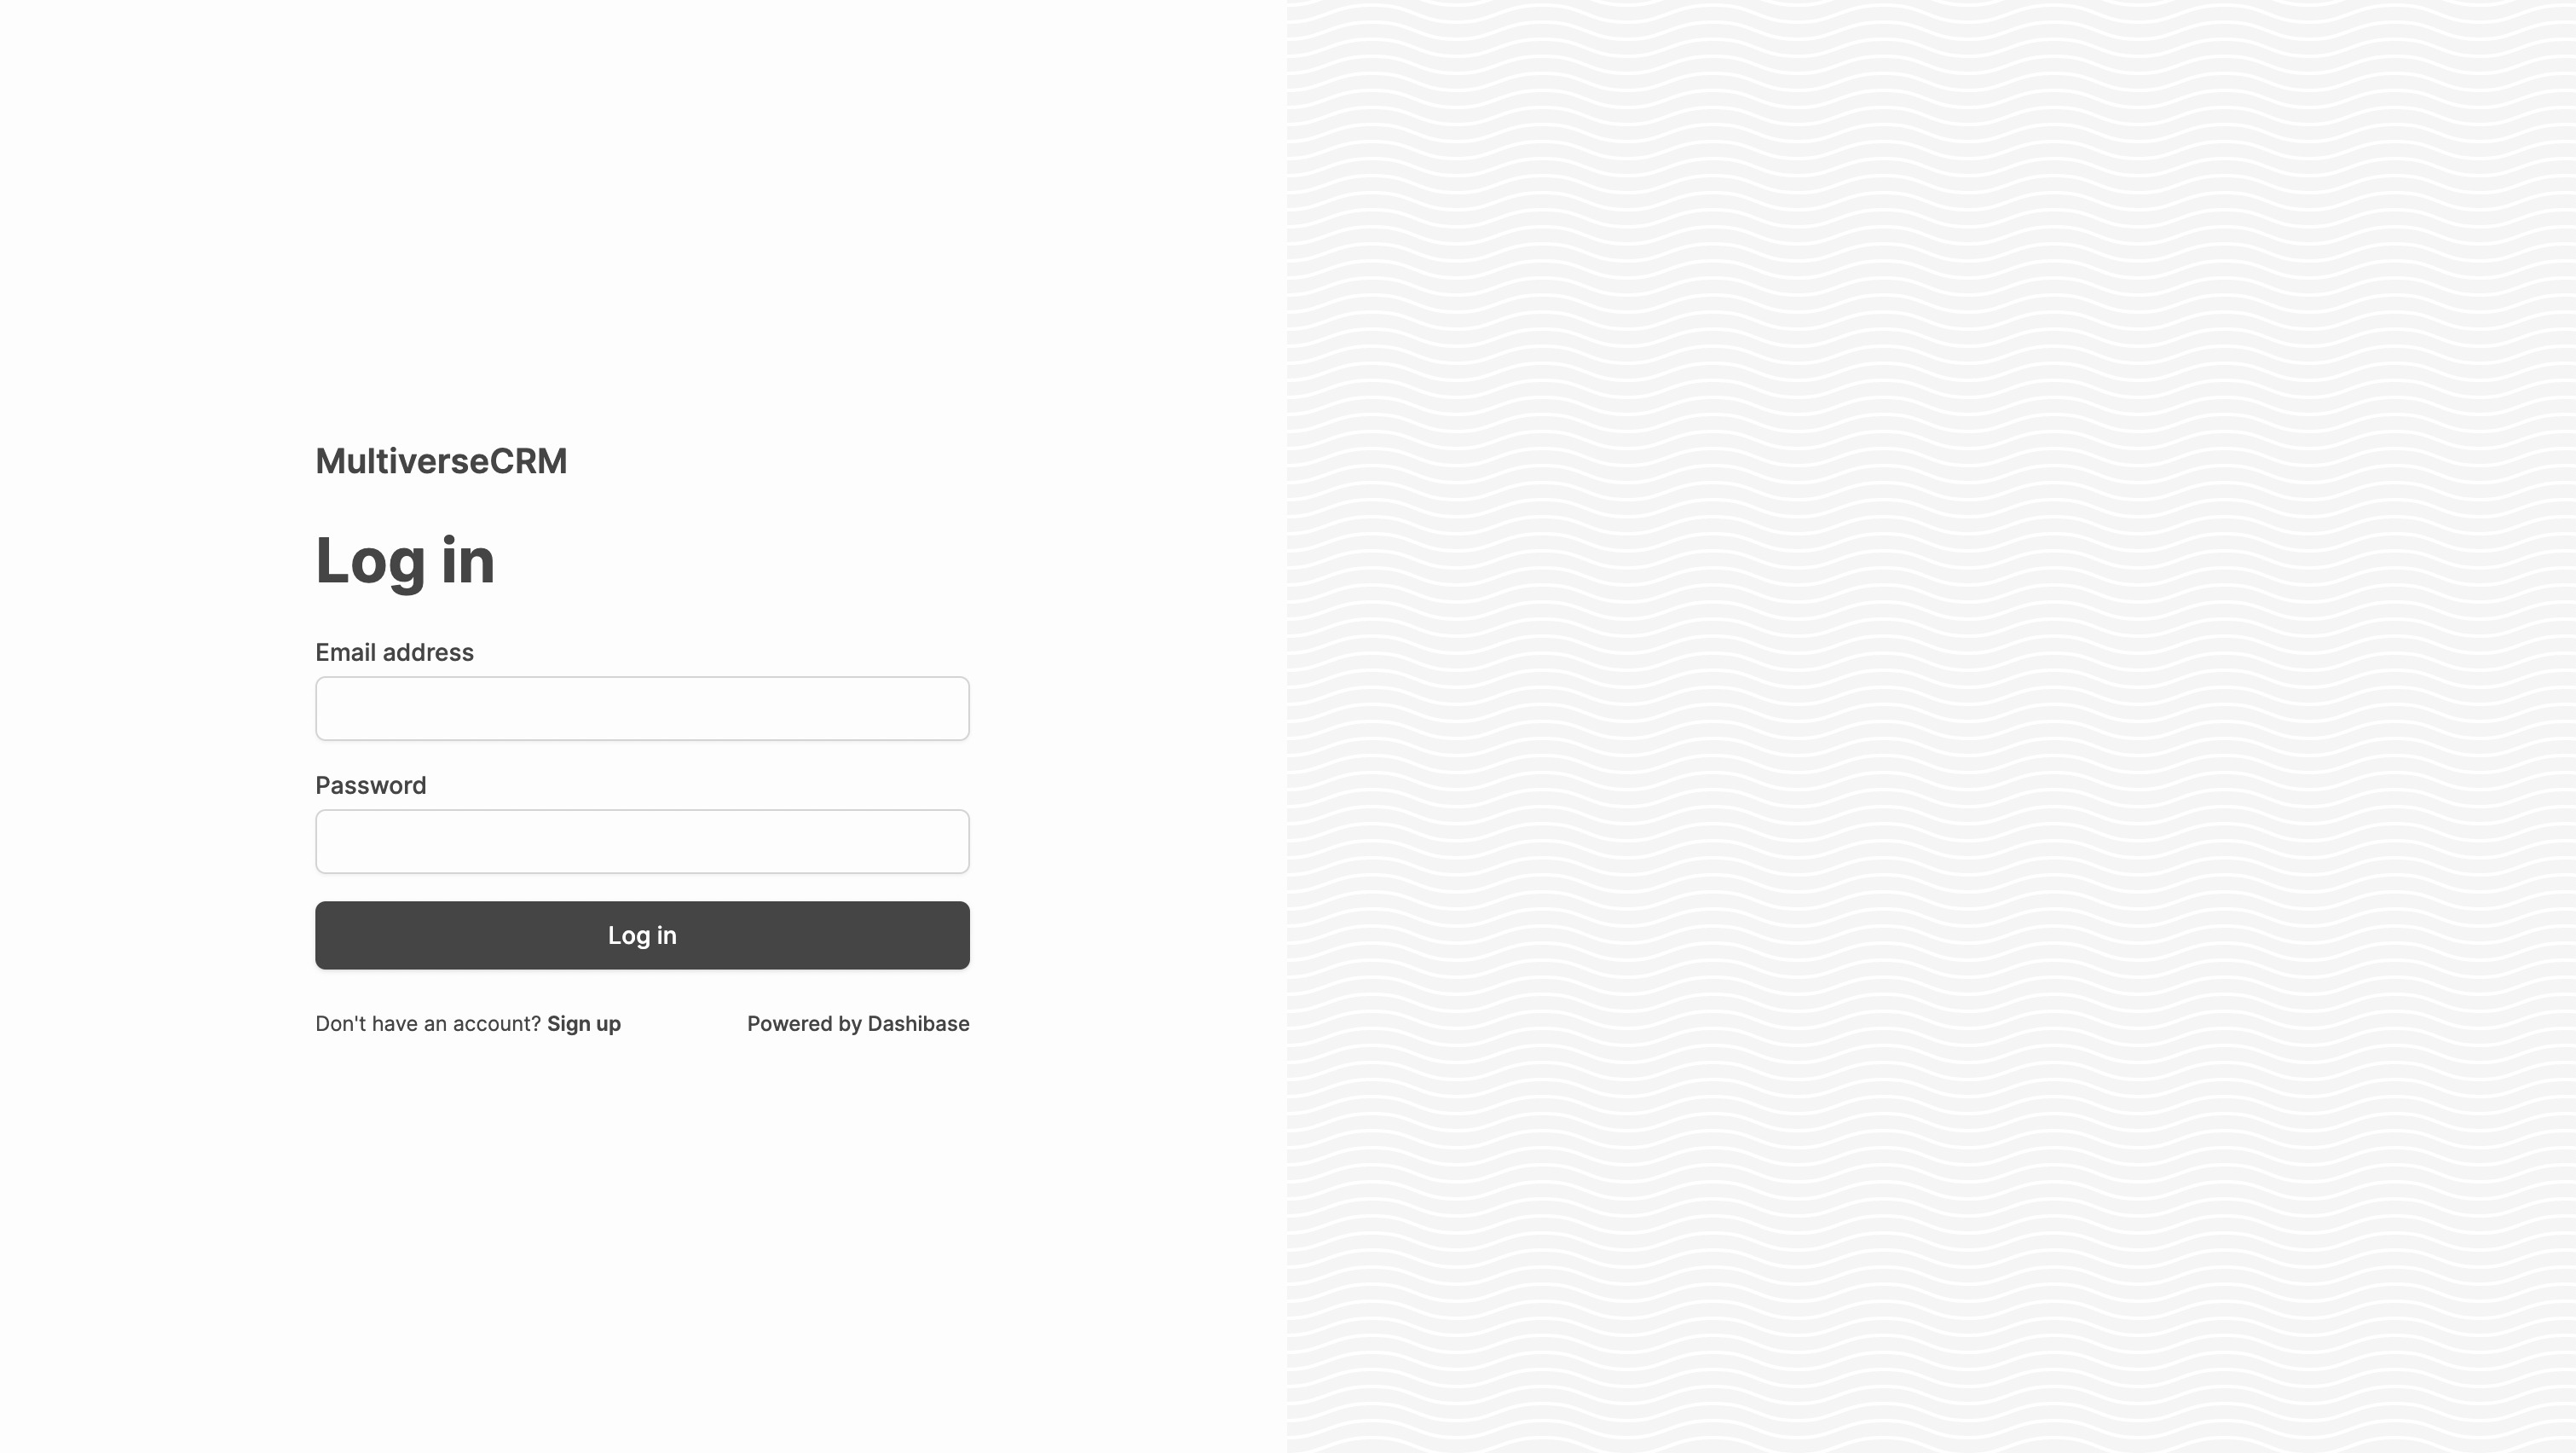 MultiverseCRM
Log in
Email address
Password
Log in
Don't have an account? Sign up
Powered by Dashibase